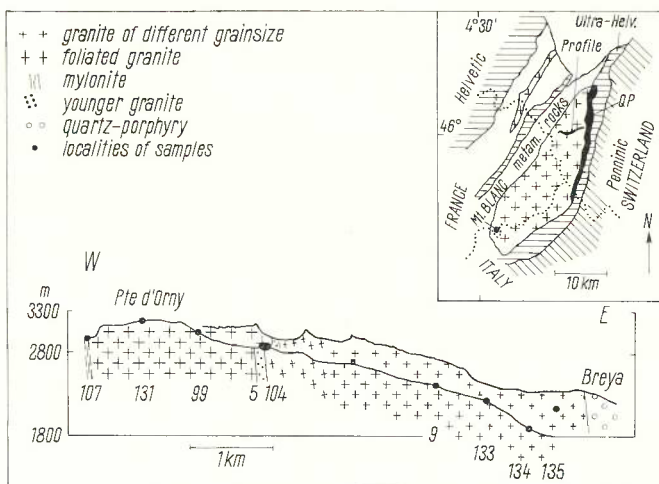 granite of different grainsize
foliated granite
mylonite
younger granite
quartz-porphyry
localities of samples
4°30'
Ultra-Helv.
Profile
Helvetic
46°
QP
metam. rocks
MT.BLANC
FRANCE
Penninic
SWITZERLAND
ITALY
N
10 km
W
m
Pte d'Orny
E
3300
2800
Breya
107 131 99 5 104
1800
9
133
134 135
1km